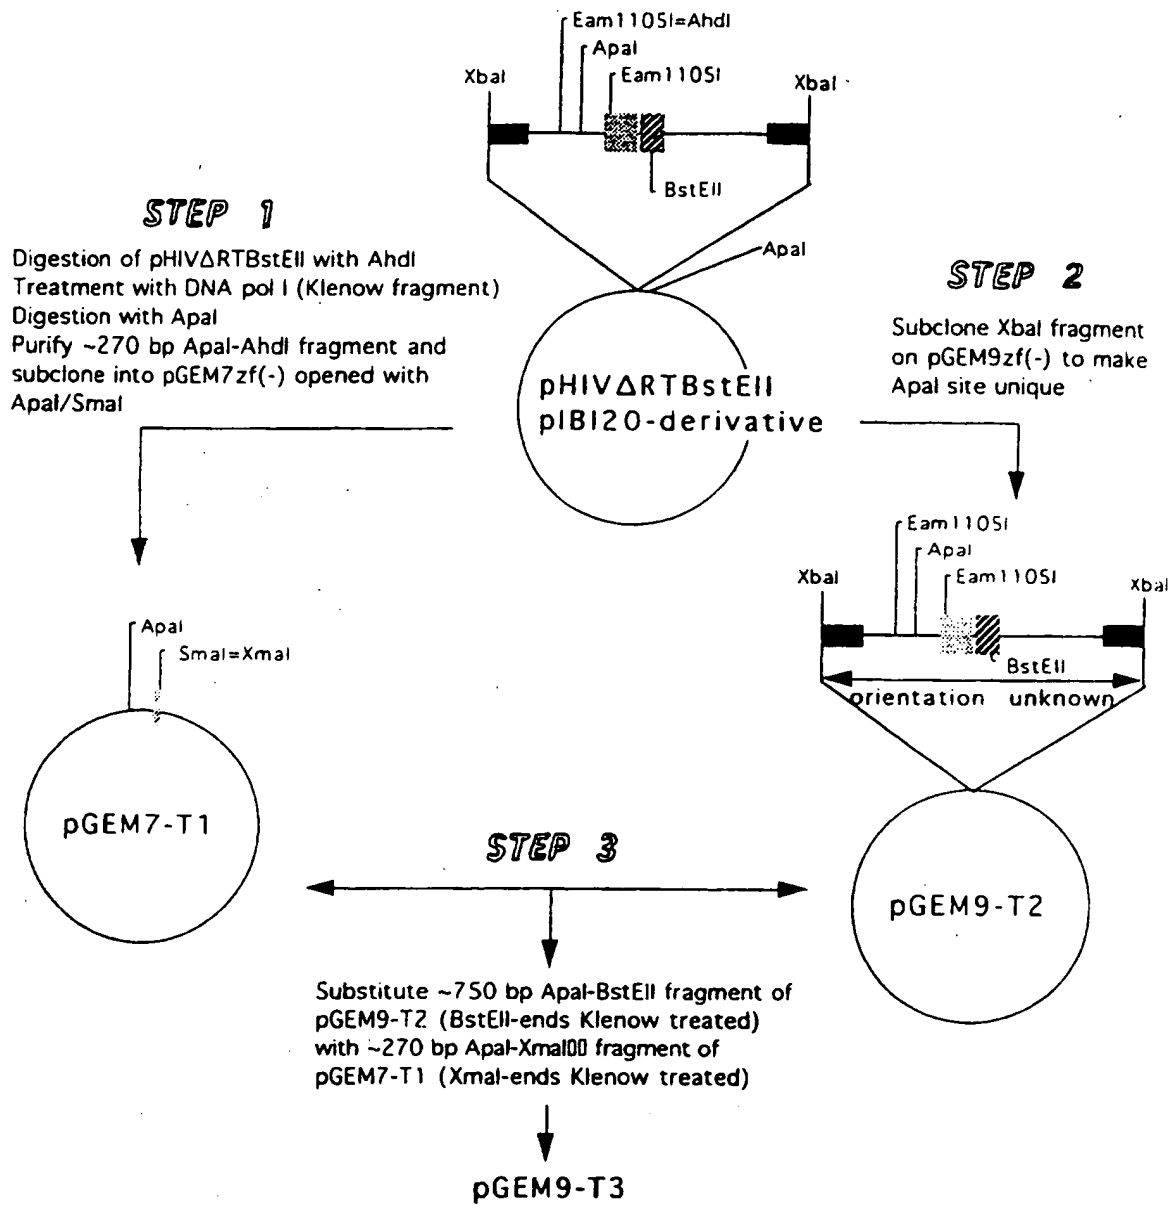 Eam1105I=AhdI
ApaI
Eam1105I
XbaI
XbaI
BstEII
ApaI
STEP 1
Digestion of pHIVΔRTBstEII with AhdI
Treatment with DNA pol I (Klenow fragment)
Digestion with ApaI
Purify ~270 bp ApaI-AhdI fragment and
subclone into pGEM7zf(-) opened with
ApaI/SmaI
STEP 2
Subclone XbaI fragment
on pGEM9zf(-) to make
ApaI site unique
pHIVΔRTBstEII
pIBI20-derivative
Eam1105I
ApaI
Eam1105I
XbaI
XbaI
BstEII
orientation unknown
ApaI
SmaI=XmaI
pGEM7-T1
pGEM9-T2
STEP 3
Substitute ~750 bp ApaI-BstEII fragment of
pGEM9-T2 (BstEII-ends Klenow treated)
with ~270 bp ApaI-XmaI▯▯ fragment of
pGEM7-T1 (XmaI-ends Klenow treated)
pGEM9-T3